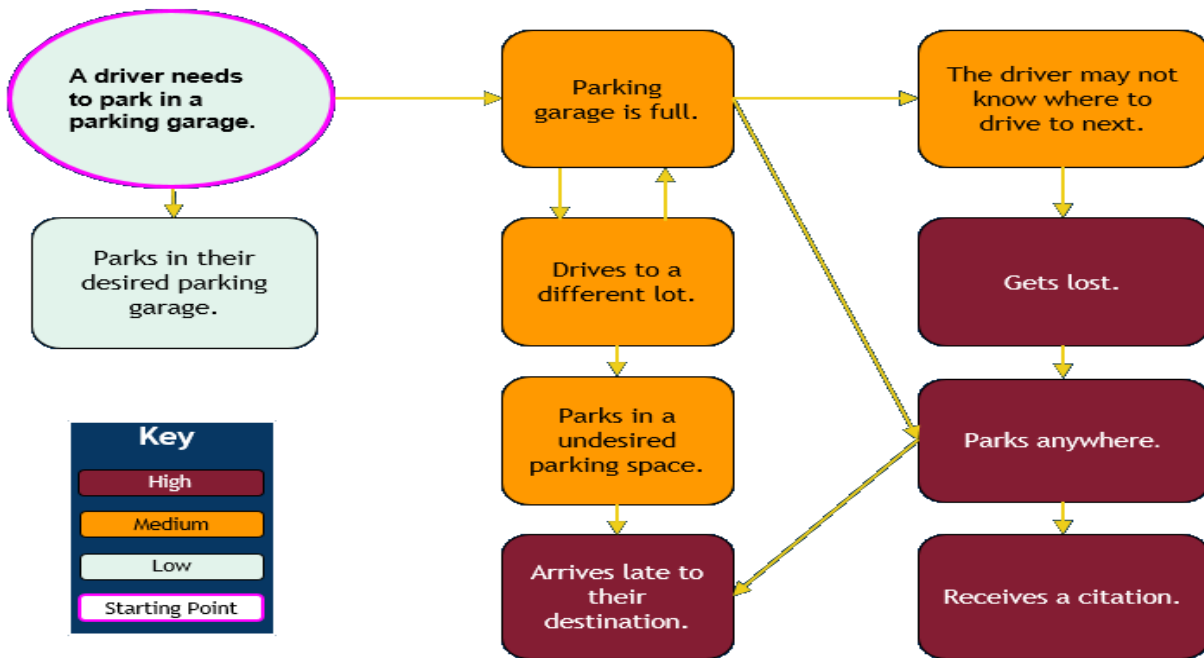 A driver needs
to park in a
parking garage.
Parking
garage is full.
The driver may not
know where to
drive to next.
Parks in their
desired parking
garage.
Drives to a
different lot.
Gets lost.
Parks in a
undesired
parking space.
Parks anywhere.
Arrives late to
their
destination.
Receives a citation.
Key
High
Medium
Low
Starting Point